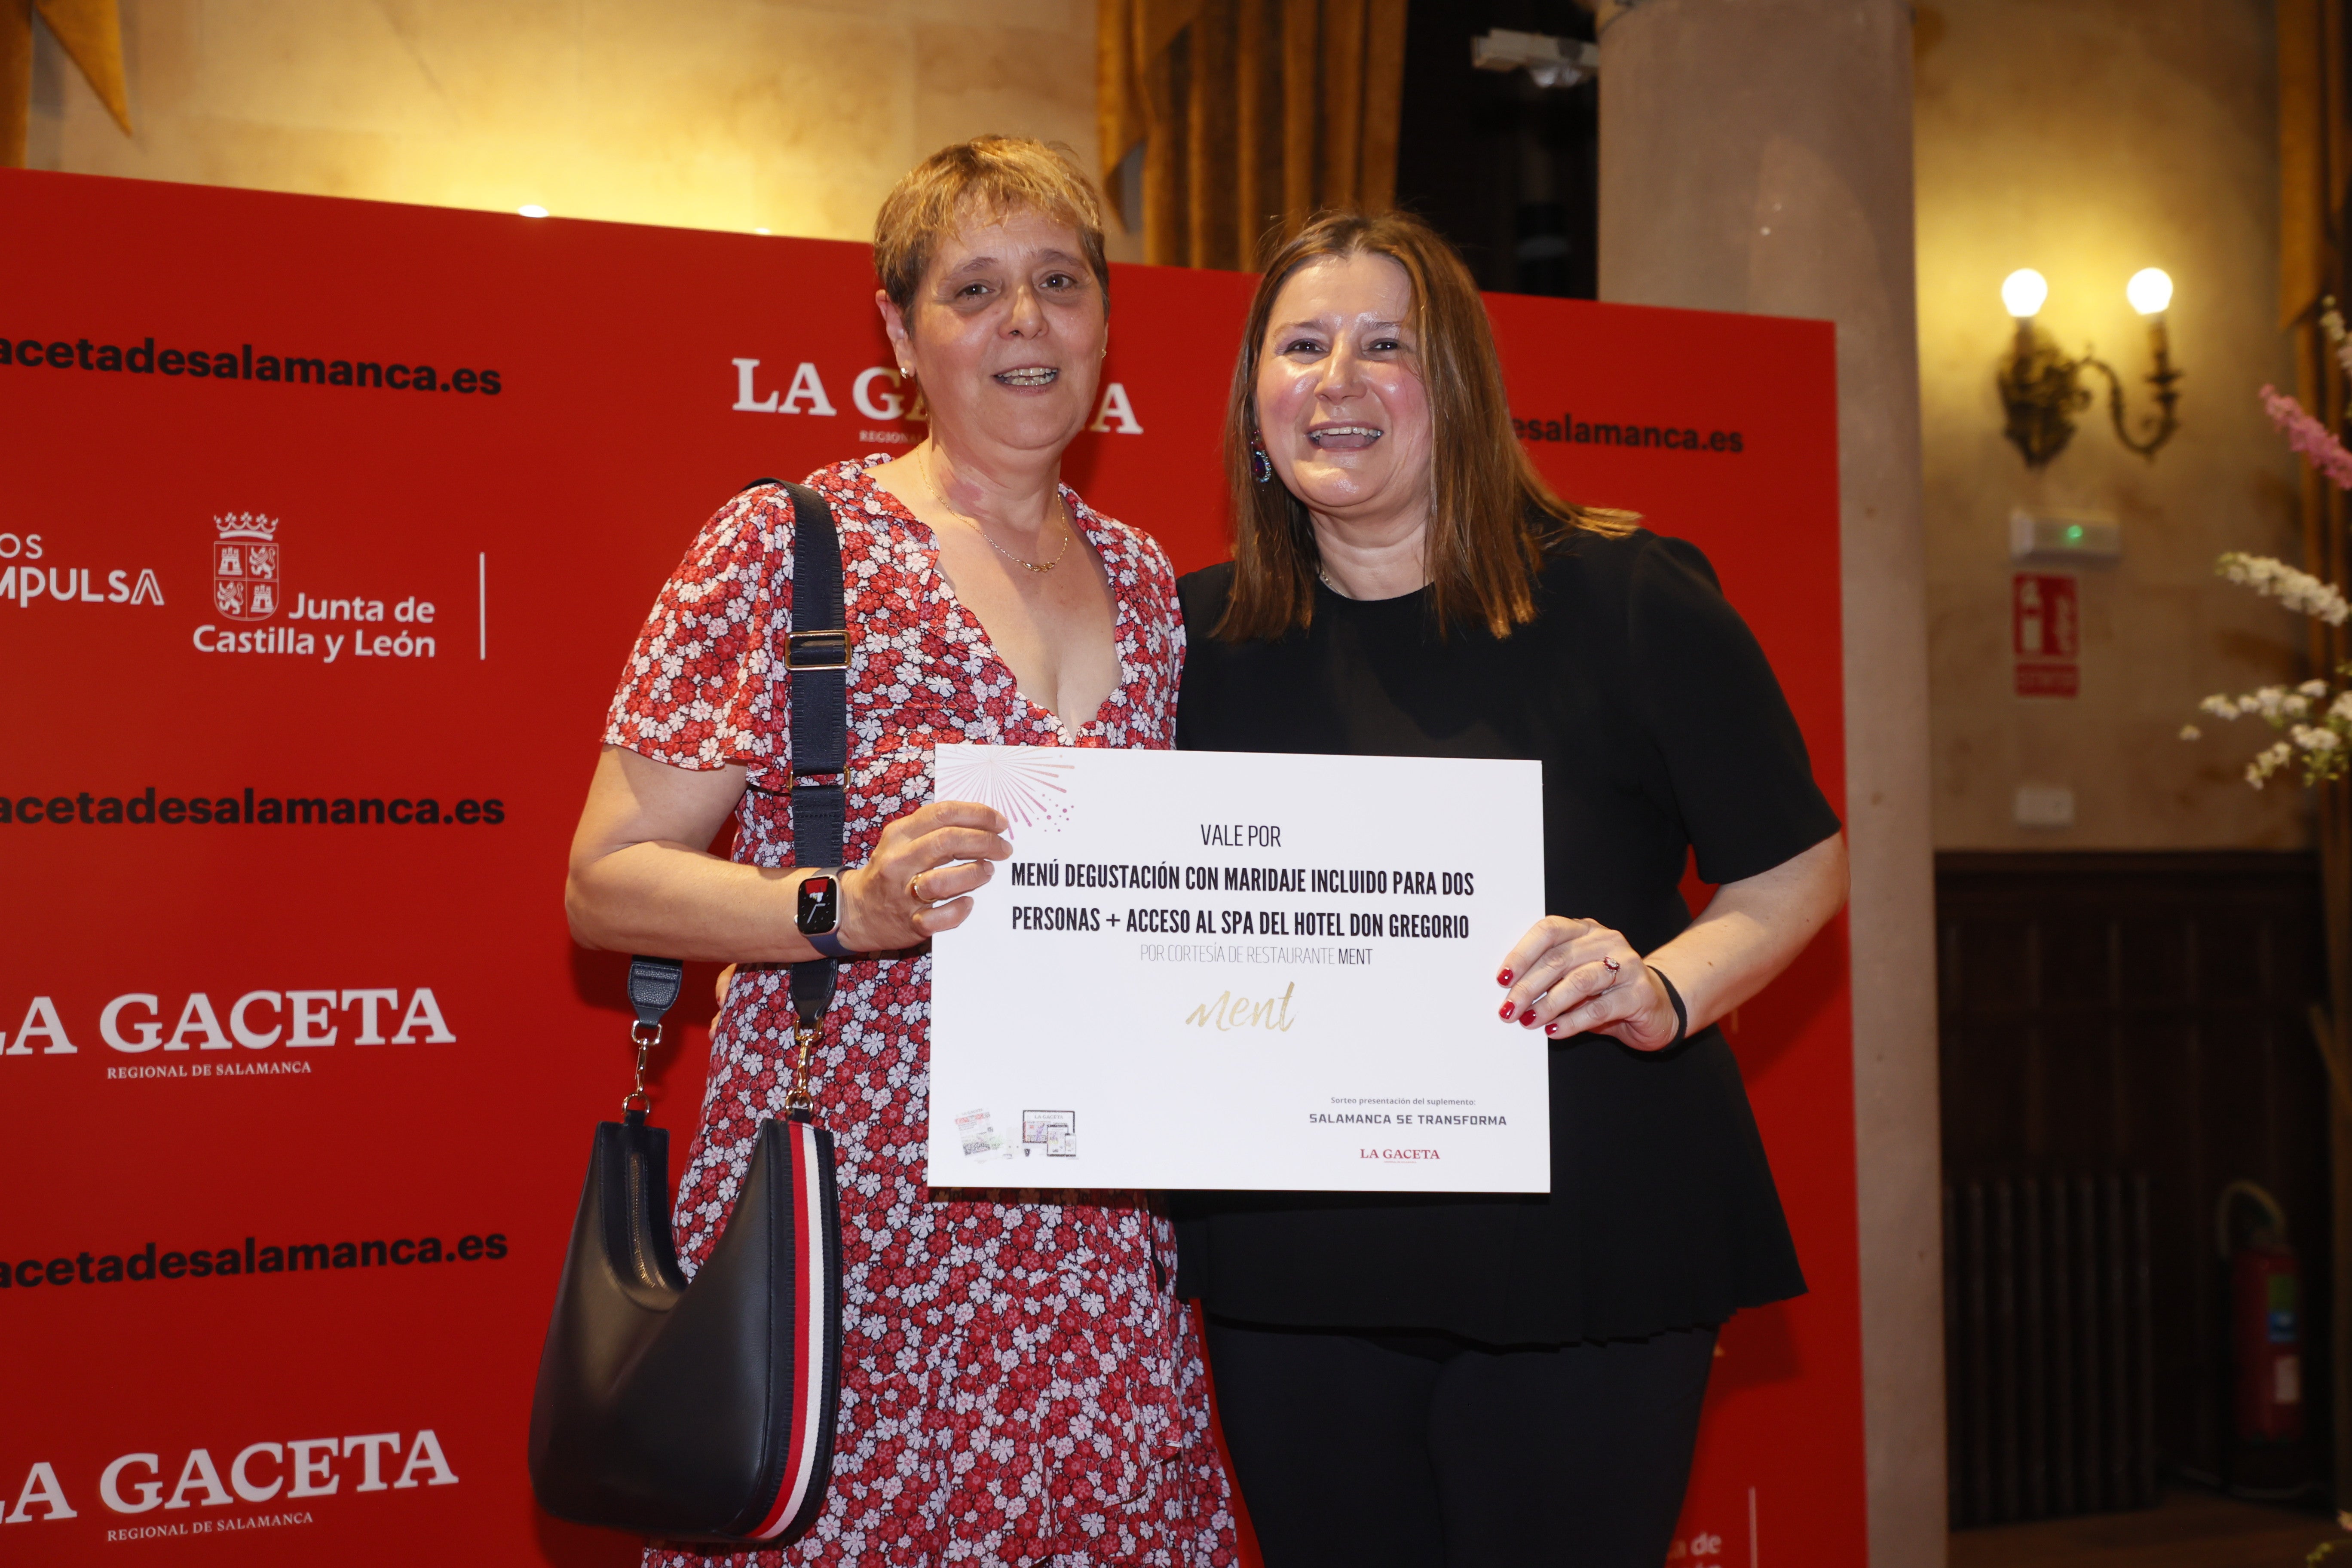 acetadesalamanca.es
LA G
A
REGION
esalamanca.es
OS
MPULSA
Junta de
Castilla y León
acetadesalamanca.es
LA GACETA
REGIONAL DE SALAMANCA
acetadesalamanca.es
LA GACETA
REGIONAL DE SALAMANCA
VALE POR
MENÚ DEGUSTACIÓN CON MARIDAJE INCLUIDO PARA DOS
PERSONAS + ACCESO AL SPA DEL HOTEL DON GREGORIO
POR CORTESÍA DE RESTAURANTE MENT
Ment
Sorteo presentación del suplemento:
SALAMANCA SE TRANSFORMA
LA GACETA
a de